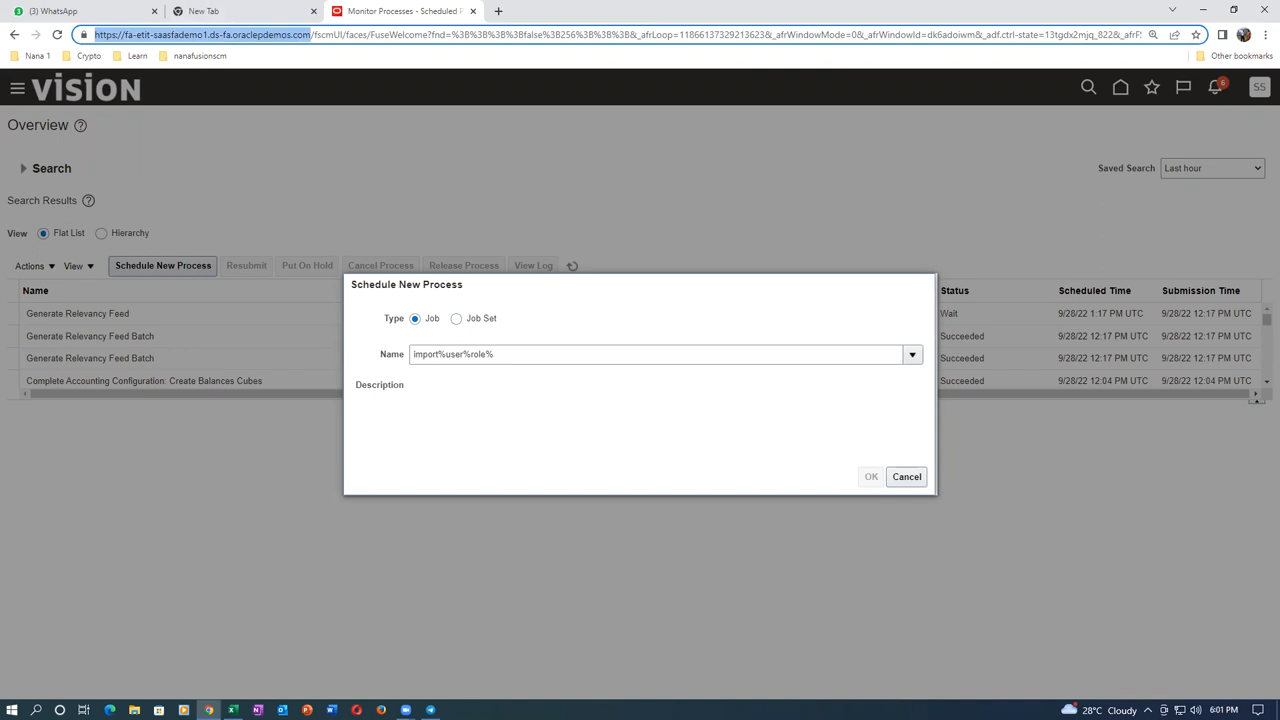 (3) WhatsApp
New Tab
Monitor Processes - Scheduled P
https://fa-etit-saasfademo1.ds-fa.oraclepdemos.com/fscmUI/faces/FuseWelcome?fnd=%3B%3B%3B%3Bfalse%3B256%3B%3B%3B&_afrLoop=11866137329213623&_afrWindowMode=0&_afrWindowId=dk6adoiwm&_adf.ctrl-state=13tgdx2mjq_822&_afrFS
Nana 1
Crypto
Learn
nanafusionscm
Other bookmarks
VISION
6
SS
Overview
Search
Saved Search
Last hour
Search Results
View
Flat List
Hierarchy
Actions
View
Schedule New Process
Resubmit
Put On Hold
Cancel Process
Release Process
View Log
Name
Status
Scheduled Time
Submission Time
Generate Relevancy Feed
Wait
9/28/22 1:17 PM UTC
9/28/22 12:17 PM UTC
Generate Relevancy Feed Batch
Succeeded
9/28/22 12:17 PM UTC
9/28/22 12:17 PM UTC
Generate Relevancy Feed Batch
Succeeded
9/28/22 12:17 PM UTC
9/28/22 12:17 PM UTC
Complete Accounting Configuration: Create Balances Cubes
Succeeded
9/28/22 12:04 PM UTC
9/28/22 12:04 PM UTC
Schedule New Process
Type
Job
Job Set
Name
import%user%role%
Description
OK
Cancel
28°C Cloudy
6:01 PM